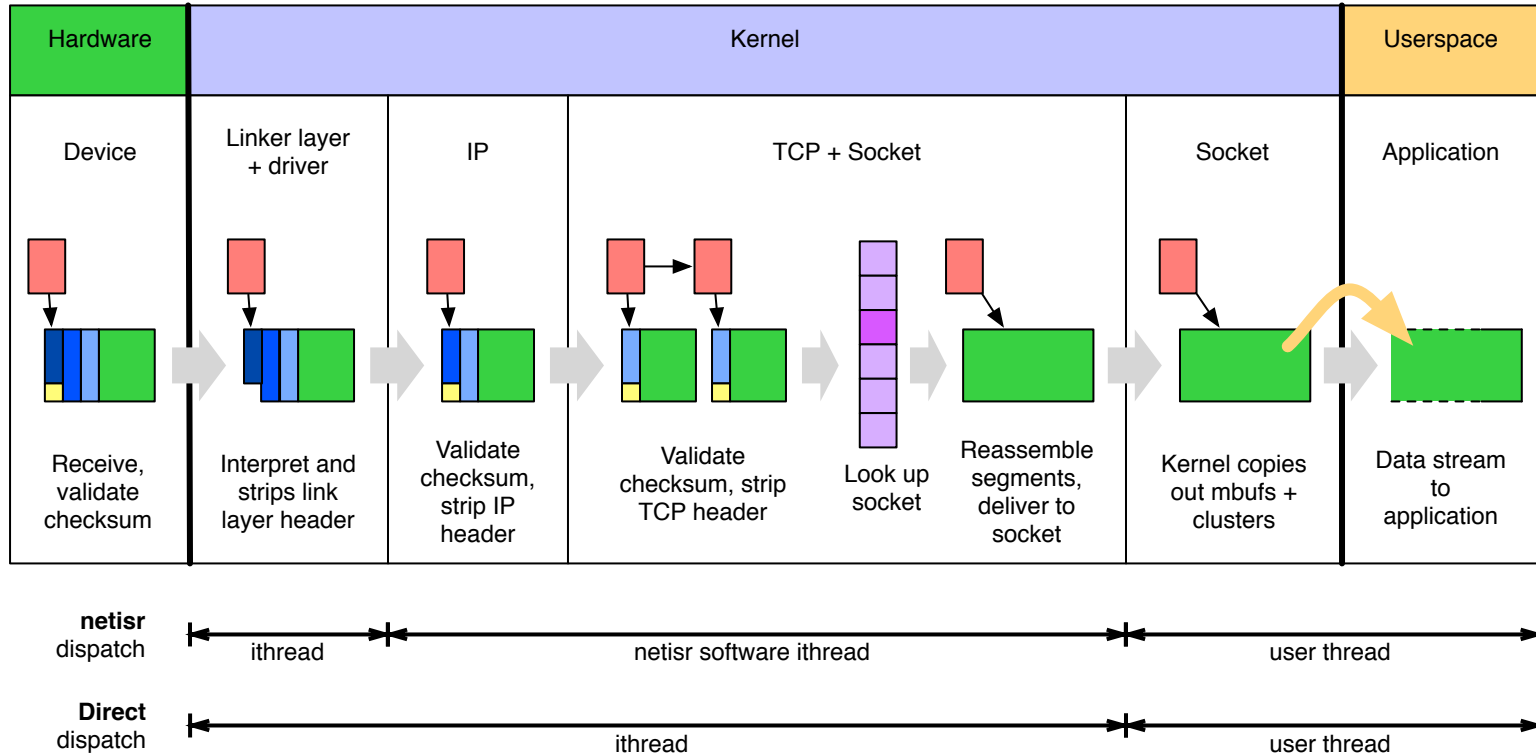 Hardware
Kernel
Userspace
Device
Linker layer
+ driver
IP
TCP + Socket
Socket
Application
Receive,
validate
checksum
Interpret and
strips link
layer header
Validate
checksum,
strip IP
header
Validate
checksum, strip
TCP header
Look up
socket
Reassemble
segments,
deliver to
socket
Kernel copies
out mbufs +
clusters
Data stream
to
application
netisr
dispatch
ithread
netisr software ithread
user thread
Direct
dispatch
ithread
user thread